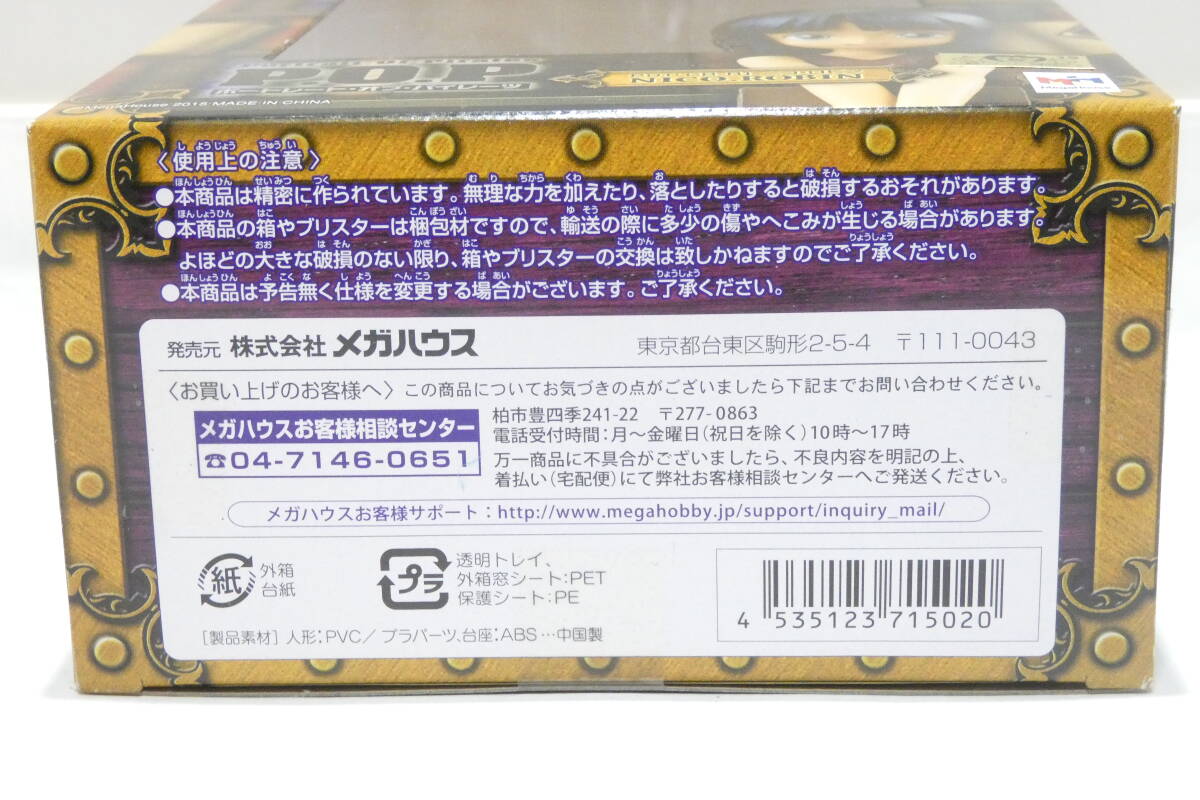 P.O.P
ポートレート・オブ・パイレーツ
NICO・ROBIN
MegaHouse
MegaHouse 2015 MADE IN CHINA
〈使用上の注意〉
●本商品は精密に作られています。無理な力を加えたり、落としたりすると破損するおそれがあります。
●本商品の箱やブリスターは梱包材ですので、輸送の際に多少の傷やへこみが生じる場合があります。
よほどの大きな破損のない限り、箱やブリスターの交換は致しかねますのでご了承ください。
●本商品は予告無く仕様を変更する場合がございます。ご了承ください。
発売元 株式会社 メガハウス 東京都台東区駒形2-5-4 〒111-0043
〈お買い上げのお客様へ〉この商品についてお気づきの点がございましたら下記までお問い合わせください。
メガハウスお客様相談センター
☎04-7146-0651
柏市豊四季241-22 〒277-0863
電話受付時間：月～金曜日（祝日を除く）10時～17時
万一商品に不具合がございましたら、不良内容を明記の上、
着払い（宅配便）にて弊社お客様相談センターへご発送ください。
メガハウスお客様サポート：http://www.megahobby.jp/support/inquiry_mail/
紙 外箱
台紙
プラ 透明トレイ、
外箱窓シート：PET
保護シート：PE
［製品素材］人形：PVC／プラパーツ、台座：ABS…中国製
4 535123 715020